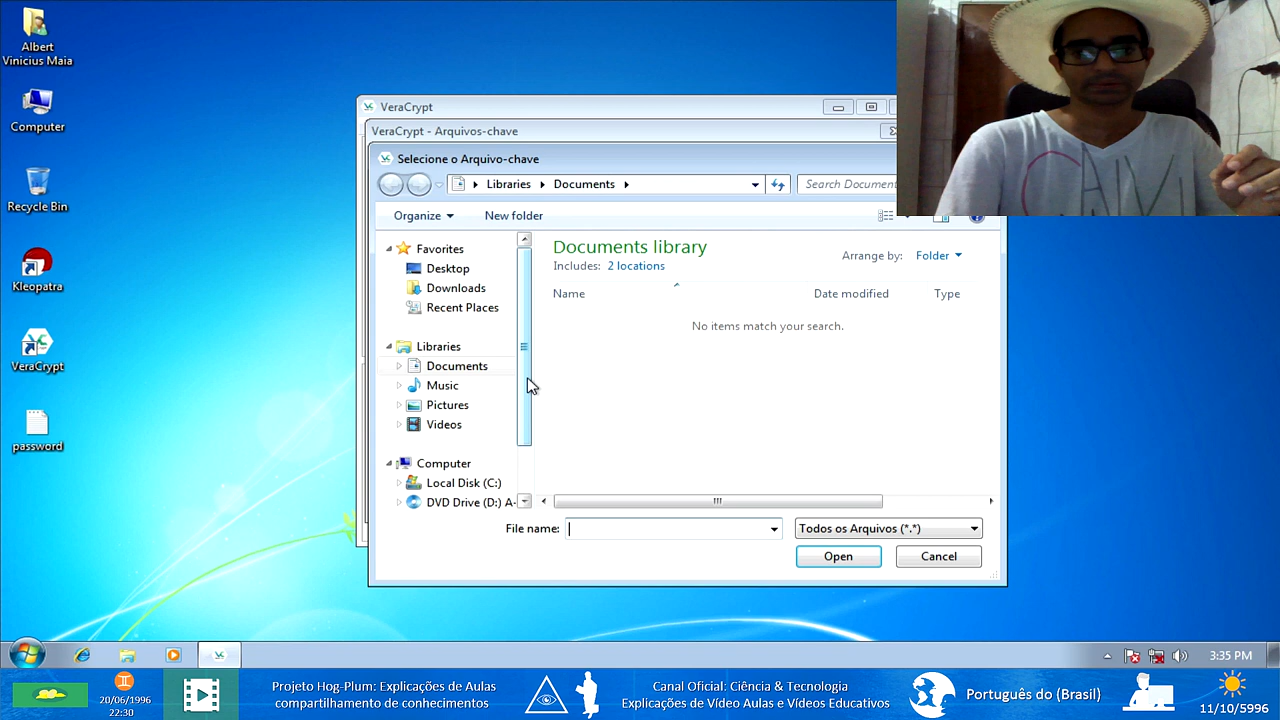 Albert
Vinicius Maia
Computer
Recycle Bin
Kleopatra
VeraCrypt
password
VeraCrypt
VeraCrypt - Arquivos-chave
Selecione o Arquivo-chave
Libraries
Documents
Search Document
Organize
New folder
Favorites
Desktop
Downloads
Recent Places
Libraries
Documents
Music
Pictures
Videos
Computer
Local Disk (C:)
DVD Drive (D:) A-
Documents library
Includes: 2 locations
Arrange by: Folder
Name Date modified Type
No items match your search.
File name:
Todos os Arquivos (*.*)
Open
Cancel
3:35 PM
20/06/1996
22:30
Projeto Hog-Plum: Explicações de Aulas
compartilhamento de conhecimentos
Canal Oficial: Ciência & Tecnologia
Explicações de Vídeo Aulas e Vídeos Educativos
Português do (Brasil)
11/10/5996